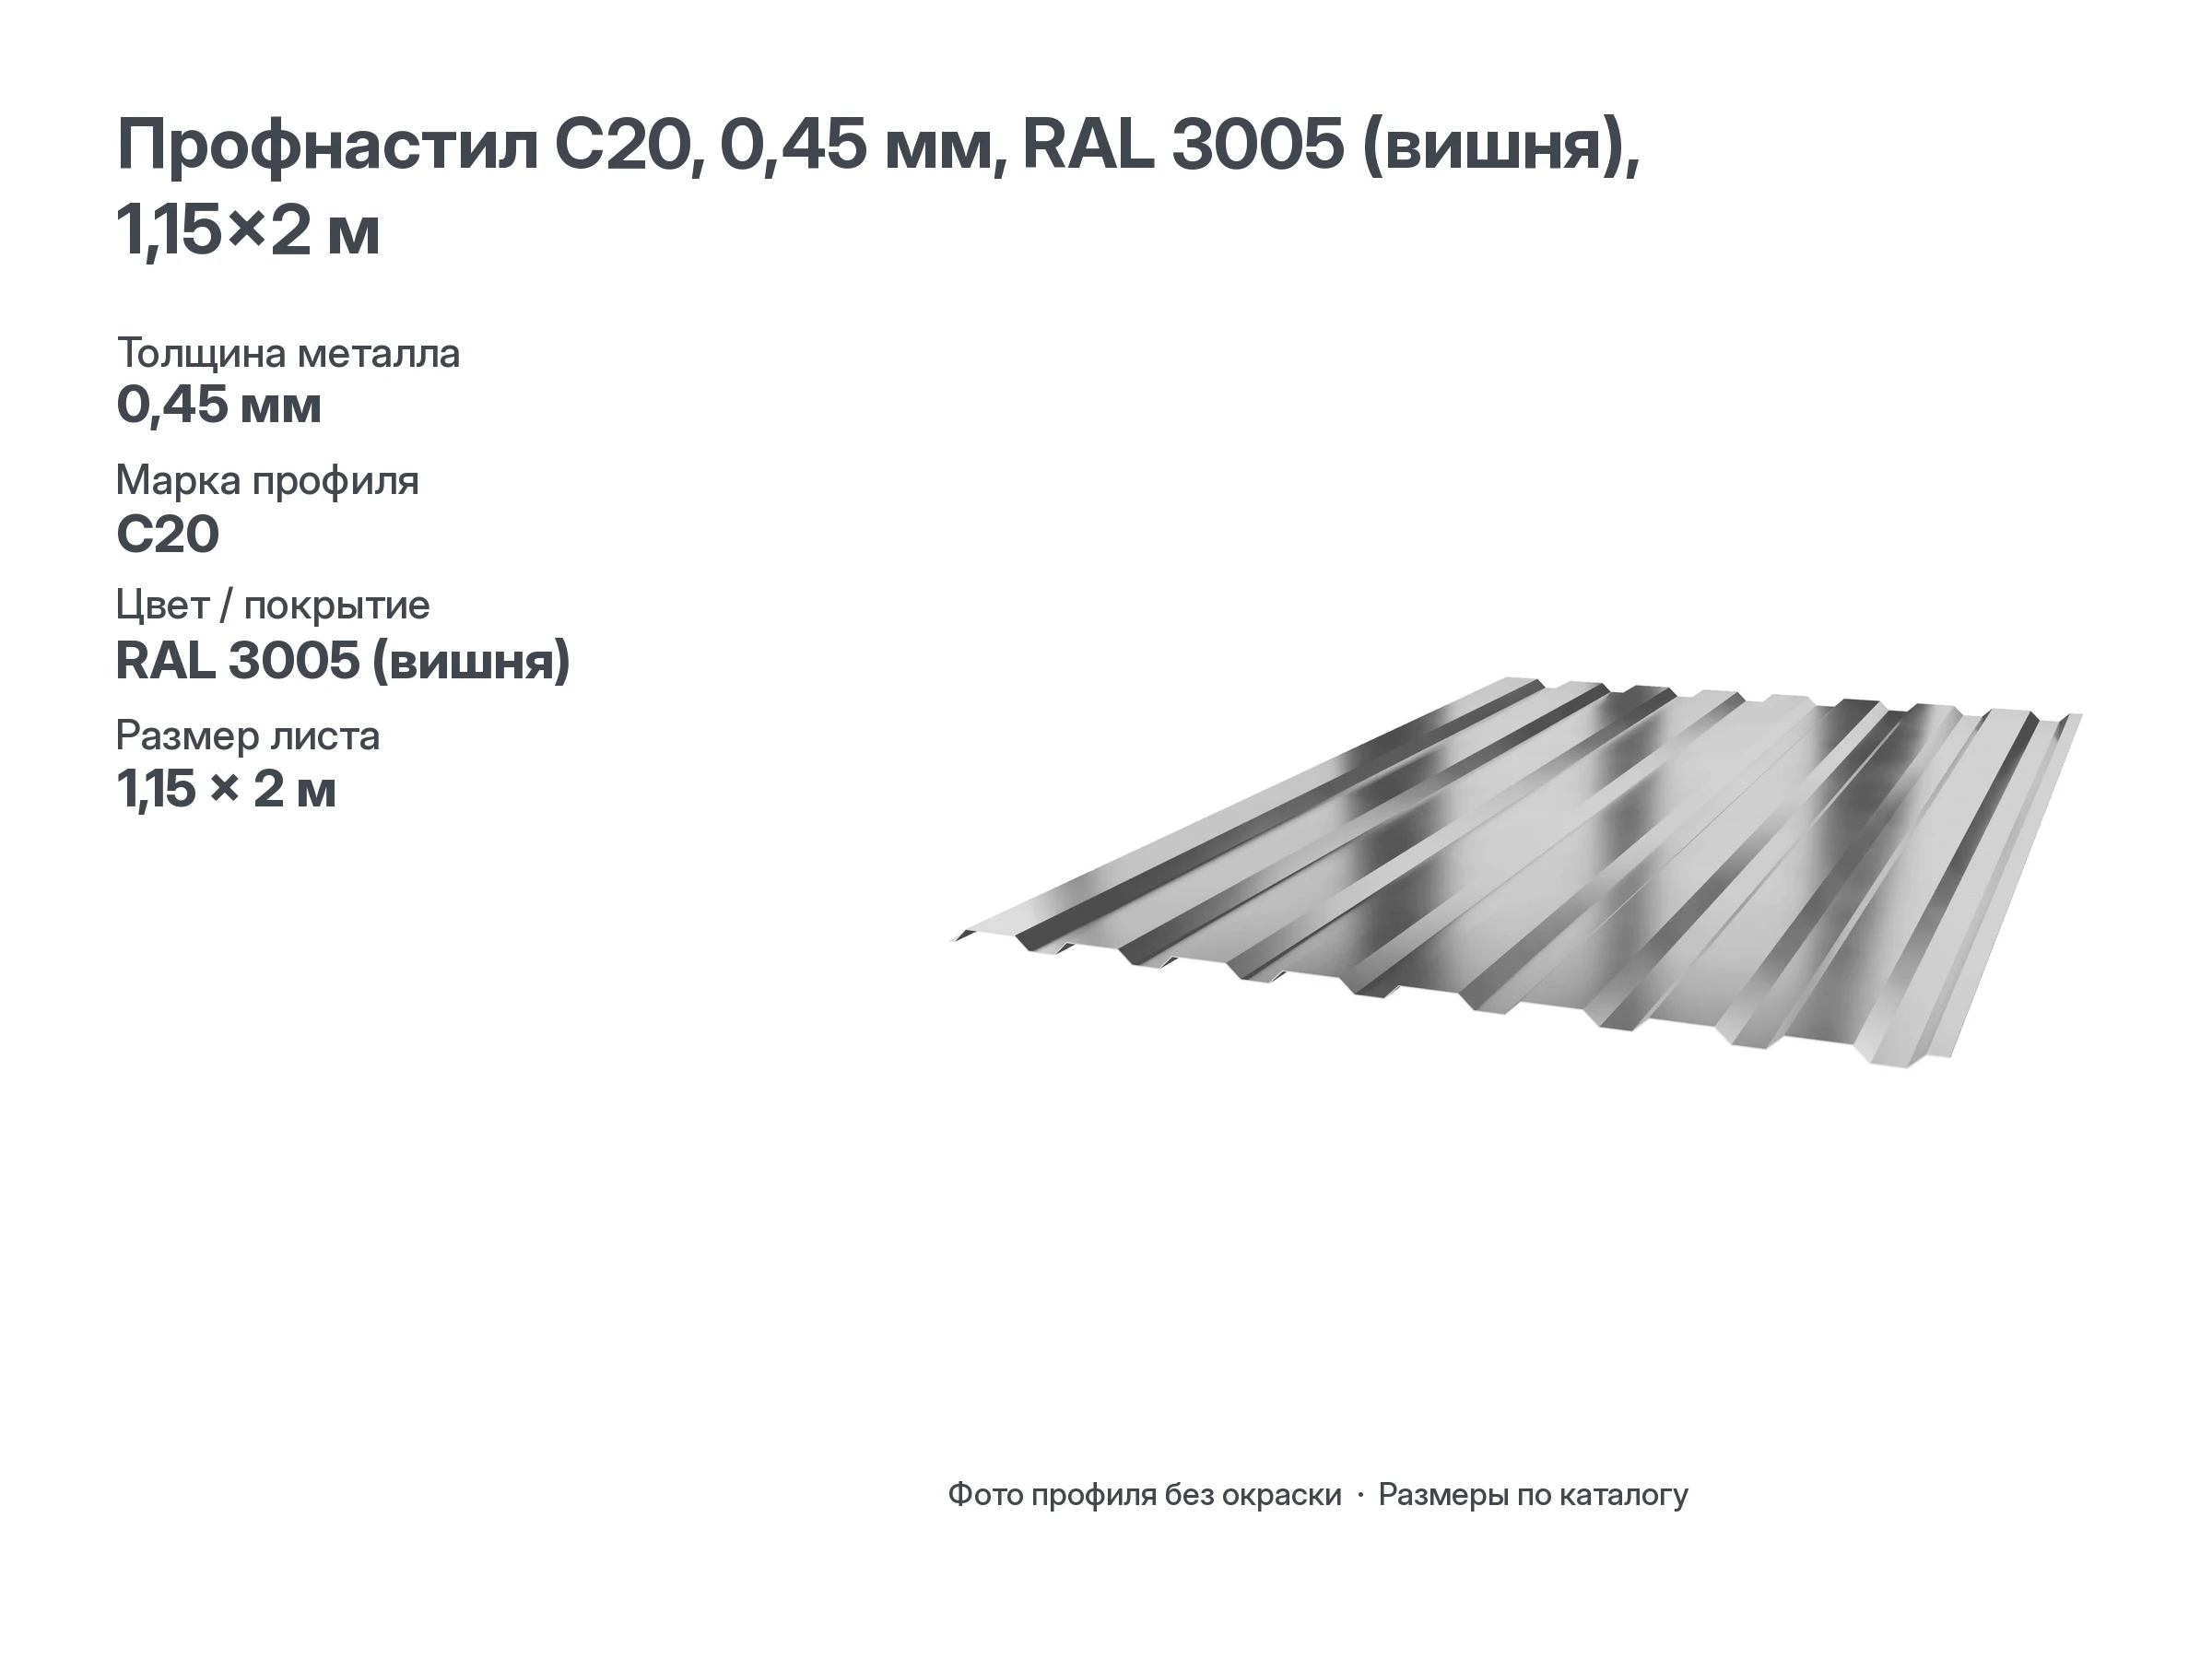 Профнастил С20, 0,45 мм, RAL 3005 (вишня),
1,15×2 м
Толщина металла
0,45 мм
Марка профиля
С20
Цвет / покрытие
RAL 3005 (вишня)
Размер листа
1,15 × 2 м
Фото профиля без окраски · Размеры по каталогу